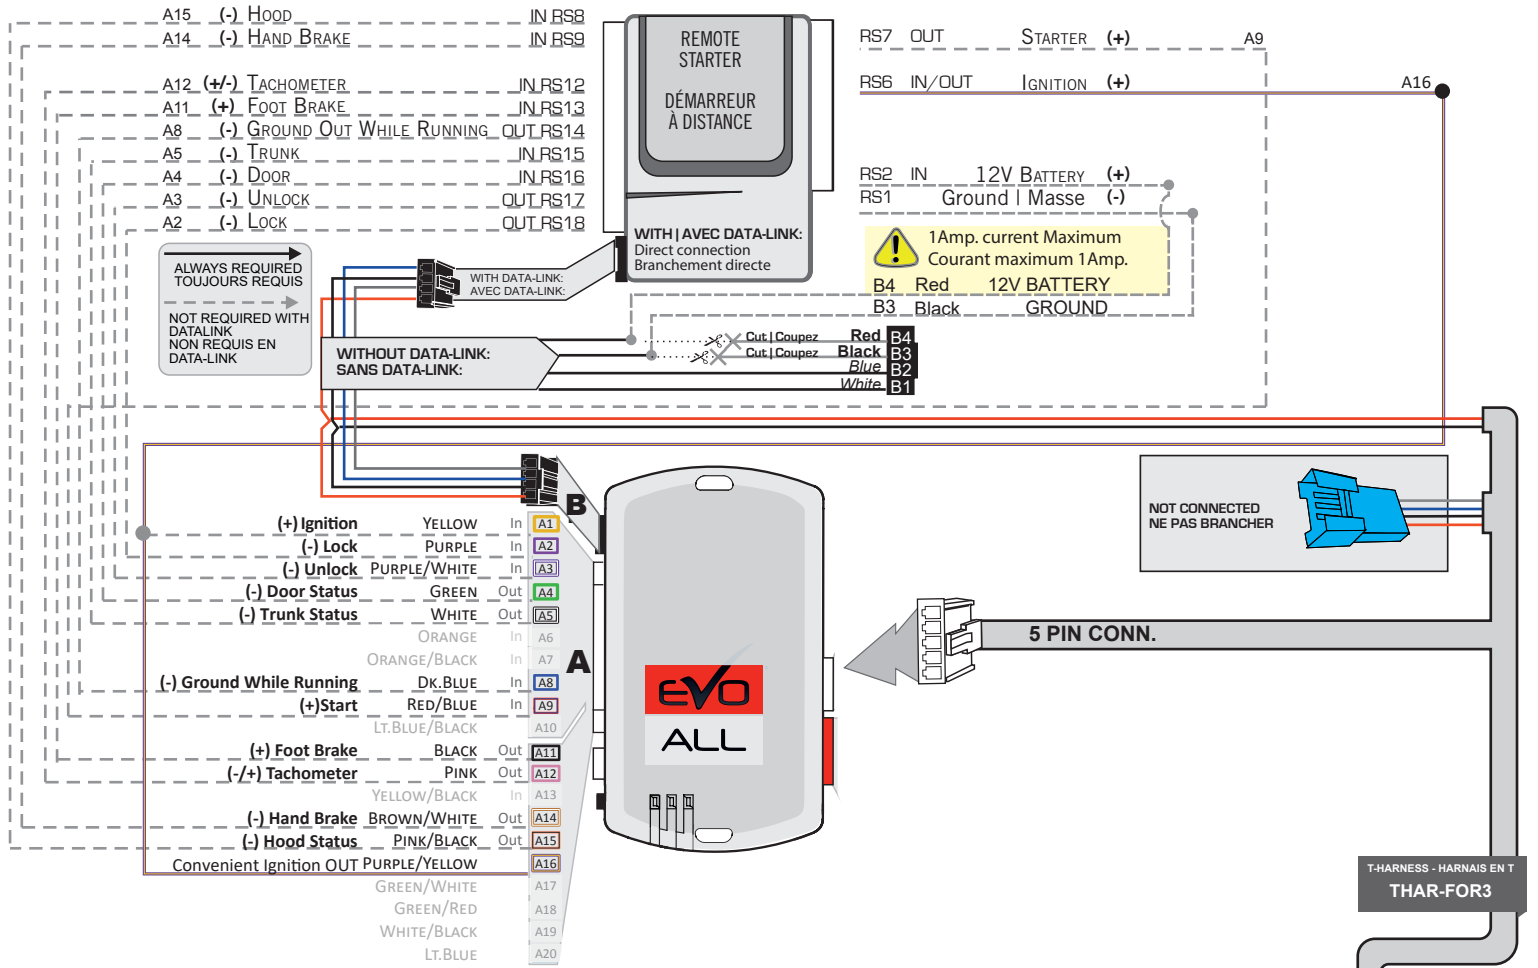 A15 (-) HOOD IN RS8
A14 (-) HAND BRAKE IN RS9
A12 (+/-) TACHOMETER IN RS12
A11 (+) FOOT BRAKE IN RS13
A8 (-) GROUND OUT WHILE RUNNING OUT RS14
A5 (-) TRUNK IN RS15
A4 (-) DOOR IN RS16
A3 (-) UNLOCK OUT RS17
A2 (-) LOCK OUT RS18
REMOTE
STARTER
DÉMARREUR
À DISTANCE
WITH | AVEC DATA-LINK:
Direct connection
Branchement directe
RS7 OUT STARTER (+) A9
RS6 IN/OUT IGNITION (+) A16
RS2 IN 12V BATTERY (+)
RS1 Ground | Masse (-)
1Amp. current Maximum
Courant maximum 1Amp.
B4 Red 12V BATTERY
B3 Black GROUND
ALWAYS REQUIRED
TOUJOURS REQUIS
NOT REQUIRED WITH
DATALINK
NON REQUIS EN
DATA-LINK
WITH DATA-LINK:
AVEC DATA-LINK:
WITHOUT DATA-LINK:
SANS DATA-LINK:
Cut | Coupez Red B4
Cut | Coupez Black B3
Blue B2
White B1
NOT CONNECTED
NE PAS BRANCHER
B
A
(+) Ignition YELLOW In A1
(-) Lock PURPLE In A2
(-) Unlock PURPLE/WHITE In A3
(-) Door Status GREEN Out A4
(-) Trunk Status WHITE Out A5
ORANGE In A6
ORANGE/BLACK In A7
(-) Ground While Running DK.BLUE In A8
(+)Start RED/BLUE In A9
LT.BLUE/BLACK A10
(+) Foot Brake BLACK Out A11
(-/+) Tachometer PINK Out A12
YELLOW/BLACK In A13
(-) Hand Brake BROWN/WHITE Out A14
(-) Hood Status PINK/BLACK Out A15
Convenient Ignition OUT PURPLE/YELLOW A16
GREEN/WHITE A17
GREEN/RED A18
WHITE/BLACK A19
LT.BLUE A20
EVO
ALL
5 PIN CONN.
T-HARNESS - HARNAIS EN T
THAR-FOR3